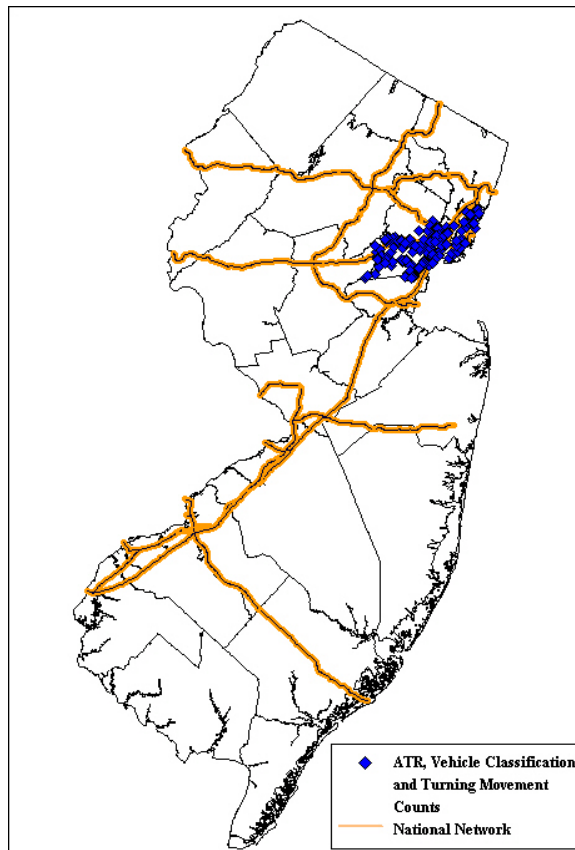 ATR, Vehicle Classification
and Turning Movement
Counts
National Network